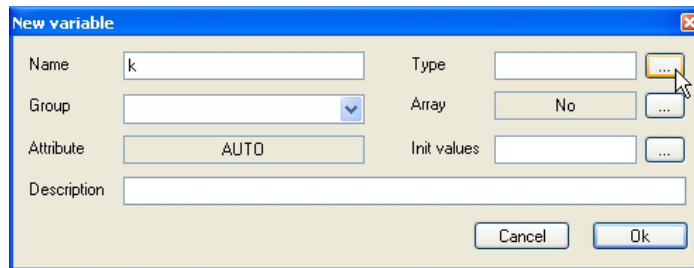 New variable
Name k Type ...
Group Array No ...
Attribute AUTO Init values ...
Description
Cancel Ok